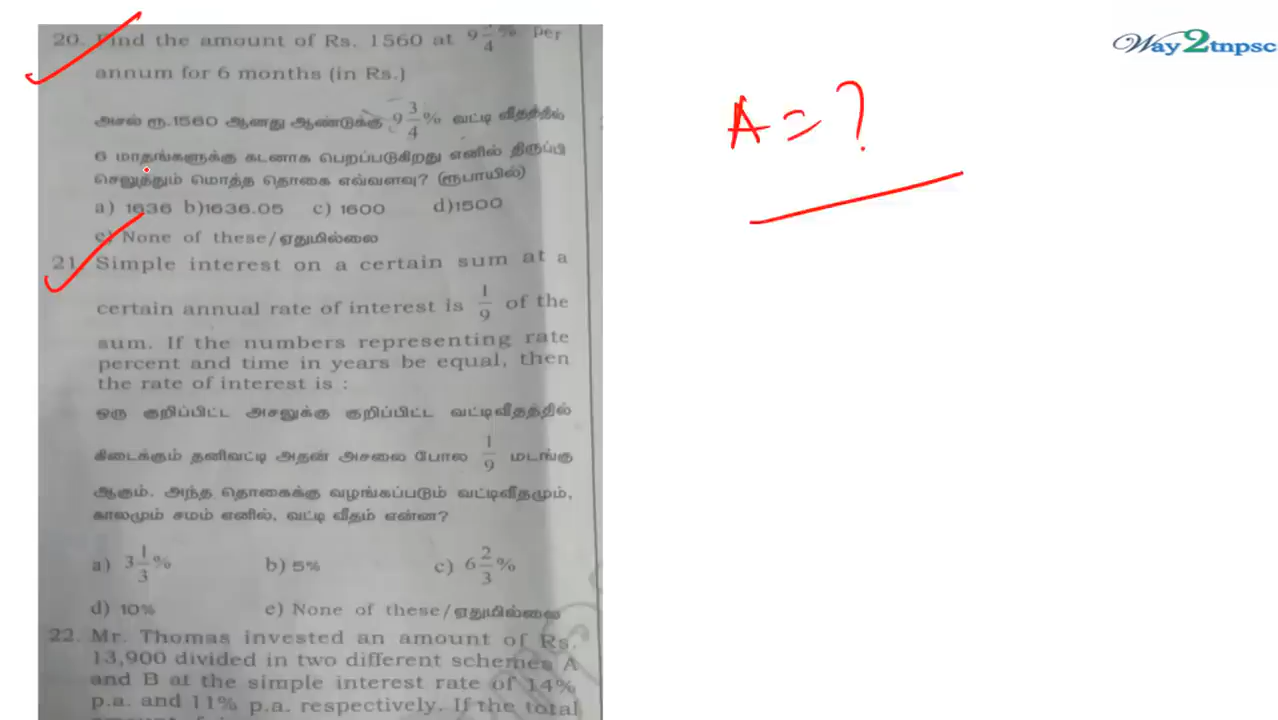 Way2tnpsc
20. Find the amount of Rs. 1560 at 9 3/4% per
annum for 6 months (in Rs.)
அசல் ரூ.1560 ஆனது ஆண்டுக்கு 9 3/4% வட்டி வீதத்தில்
6 மாதங்களுக்கு கடனாக பெறப்படுகிறது எனில் திருப்பி
செலுத்தும் மொத்த தொகை எவ்வளவு? (ரூபாயில்)
a) 1636 b)1636.05 c) 1600 d)1500
e) None of these/ஏதுமில்லை
21. Simple interest on a certain sum at a
certain annual rate of interest is 1/9 of the
sum. If the numbers representing rate
percent and time in years be equal, then
the rate of interest is :
ஒரு குறிப்பிட்ட அசலுக்கு குறிப்பிட்ட வட்டிவீதத்தில்
கிடைக்கும் தனிவட்டி அதன் அசலை போல 1/9 மடங்கு
ஆகும். அந்த தொகைக்கு வழங்கப்படும் வட்டிவீதமும்,
காலமும் சமம் எனில், வட்டி வீதம் என்ன?
a) 3 1/3% b) 5% c) 6 2/3%
d) 10% e) None of these/ஏதுமில்லை
22. Mr. Thomas invested an amount of Rs.
13,900 divided in two different schemes A
and B at the simple interest rate of 14%
p.a. and 11% p.a. respectively. If the total
A = ?